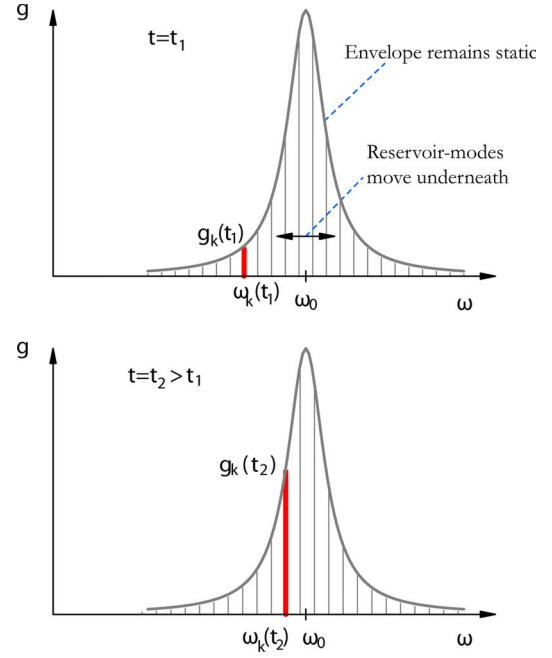 g
t=t₁
Envelope remains static
Reservoir-modes
move underneath
gₖ(t₁)
ωₖ(t₁)
ω₀
ω
g
t=t₂>t₁
gₖ(t₂)
ωₖ(t₂)
ω₀
ω